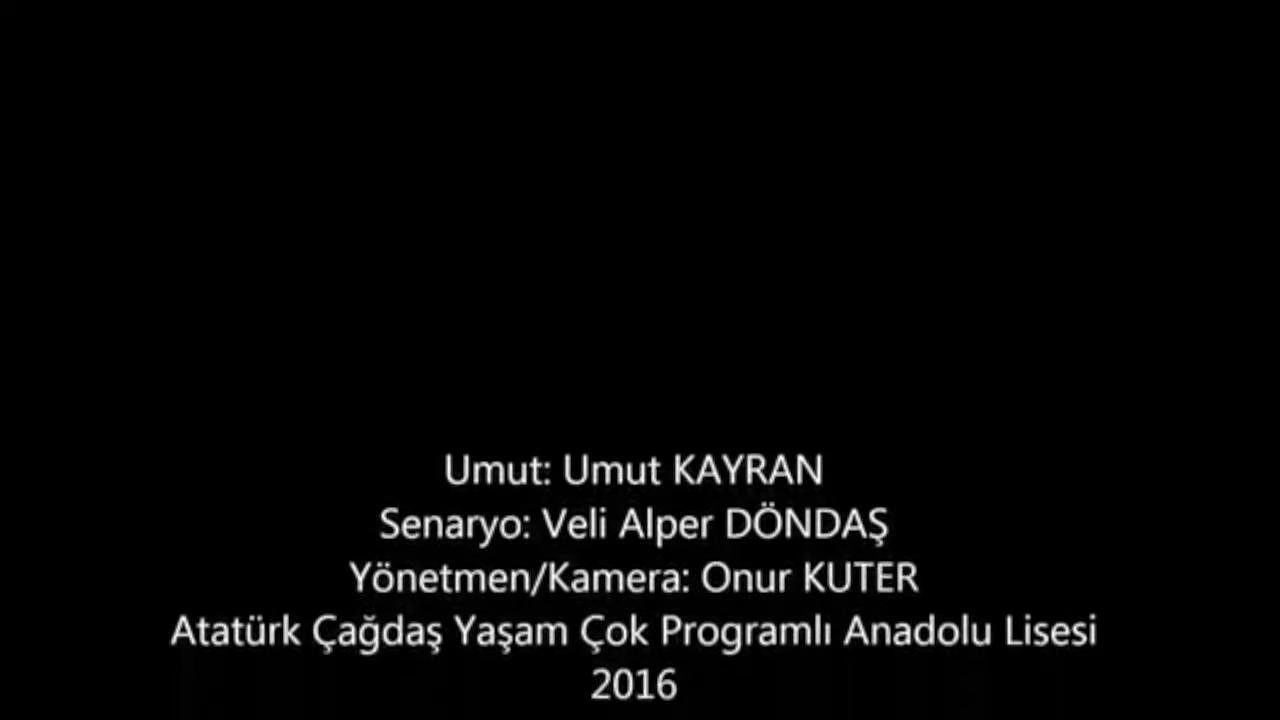 Umut: Umut KAYRAN
Senaryo: Veli Alper DÖNDAŞ
Yönetmen/Kamera: Onur KUTER
Atatürk Çağdaş Yaşam Çok Programlı Anadolu Lisesi
2016